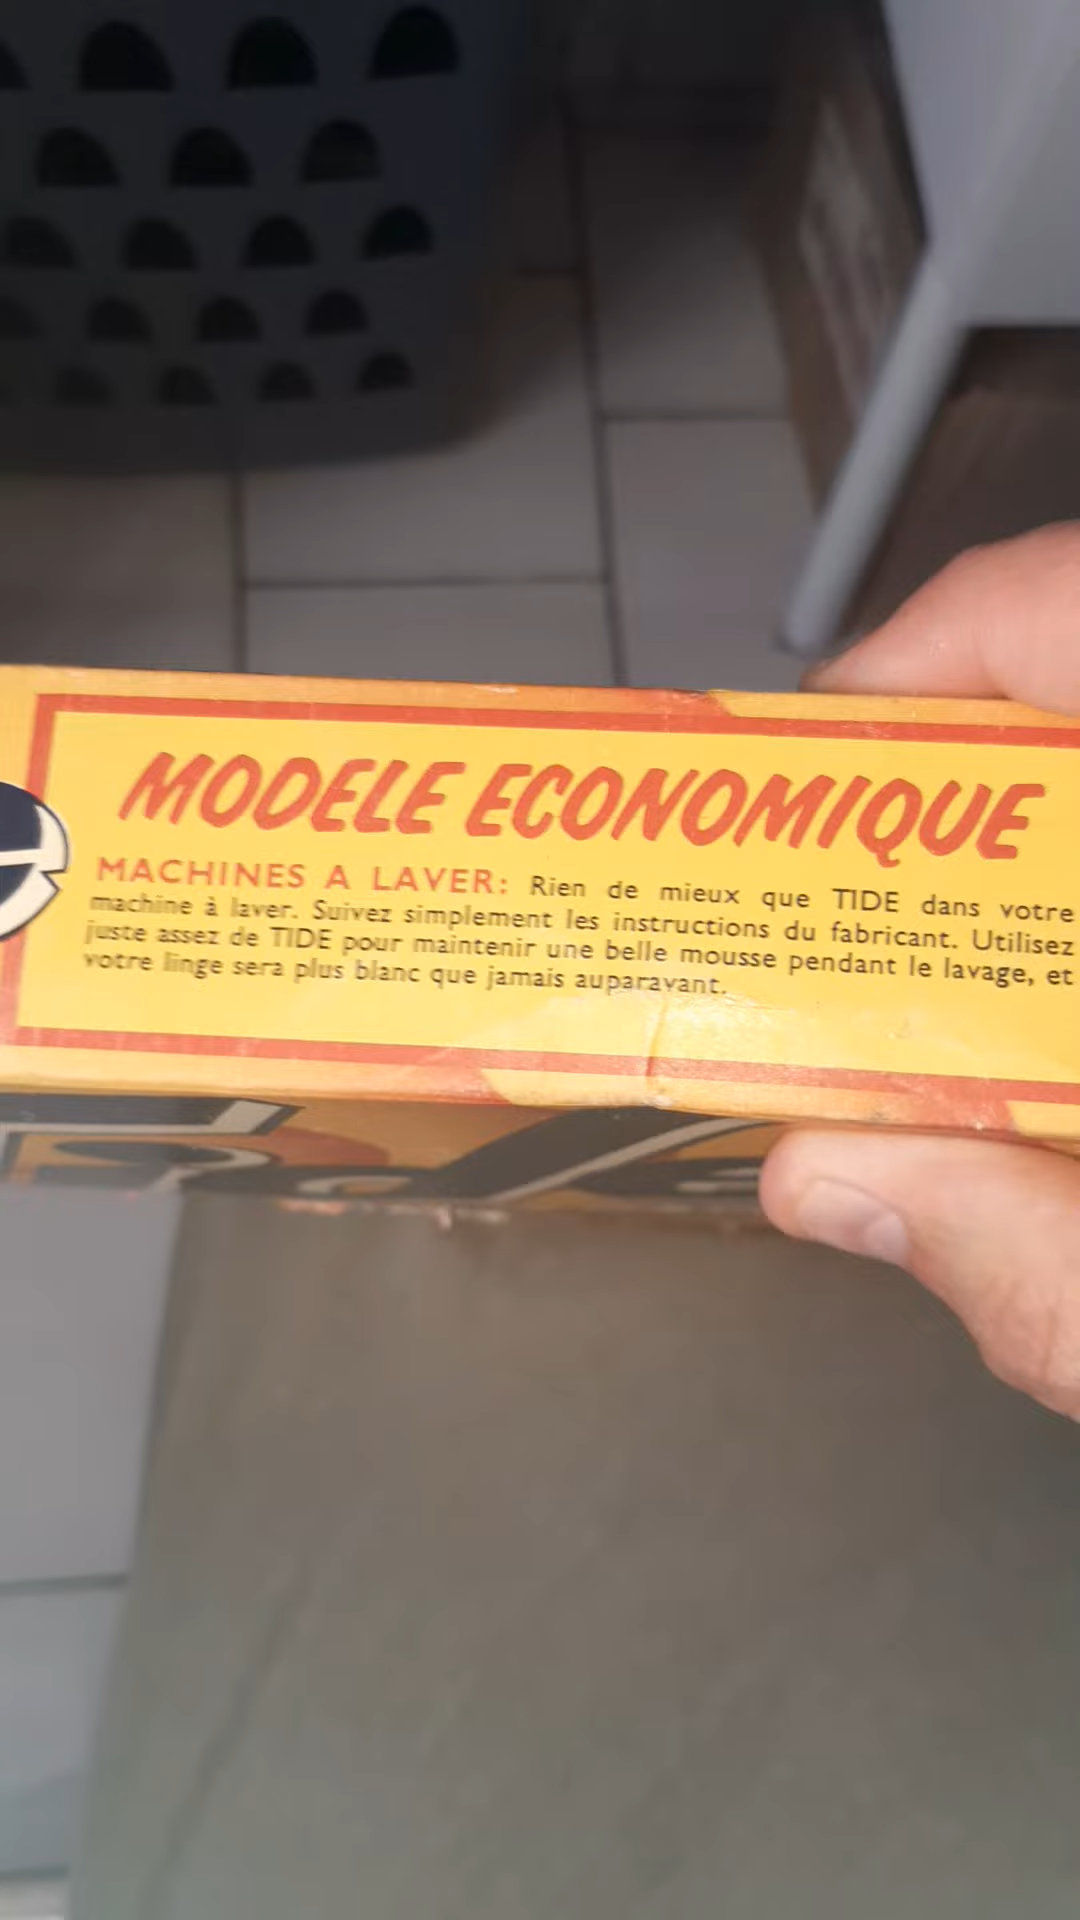 MODELE ECONOMIQUE
MACHINES A LAVER: Rien de mieux que TIDE dans votre
machine à laver. Suivez simplement les instructions du fabricant. Utilisez
juste assez de TIDE pour maintenir une belle mousse pendant le lavage, et
votre linge sera plus blanc que jamais auparavant.